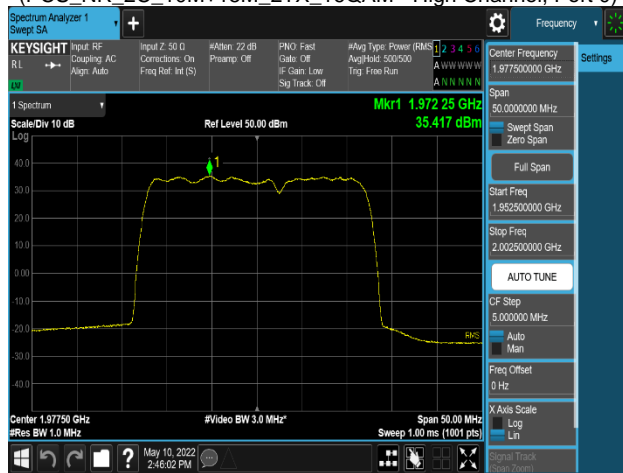 Spectrum Analyzer 1
Swept SA
+
Frequency
KEYSIGHT
RL
Input: RF
Coupling: AC
Align: Auto
Input Z: 50 Ω
Corrections: On
Freq Ref: Int (S)
#Atten: 22 dB
Preamp: Off
PNO: Fast
Gate: Off
IF Gain: Low
Sig Track: Off
#Avg Type: Power (RMS
Avg|Hold: 500/500
Trig: Free Run
1 2 3 4 5 6
A W W W W W
A N N N N N
LW
1 Spectrum
Scale/Div 10 dB
Log
Ref Level 50.00 dBm
Mkr1 1.972 25 GHz
35.417 dBm
1
40.0
30.0
20.0
10.0
0.00
-10.0
-20.0
-30.0
-40.0
RMS
Center 1.97750 GHz
#Res BW 1.0 MHz
#Video BW 3.0 MHz*
Span 50.00 MHz
Sweep 1.00 ms (1001 pts)
May 10, 2022
2:46:02 PM
?
Settings
Center Frequency
1.977500000 GHz
Span
50.0000000 MHz
Swept Span
Zero Span
Full Span
Start Freq
1.952500000 GHz
Stop Freq
2.002500000 GHz
AUTO TUNE
CF Step
5.000000 MHz
Auto
Man
Freq Offset
0 Hz
X Axis Scale
Log
Lin
Signal Track
(Span Zoom)